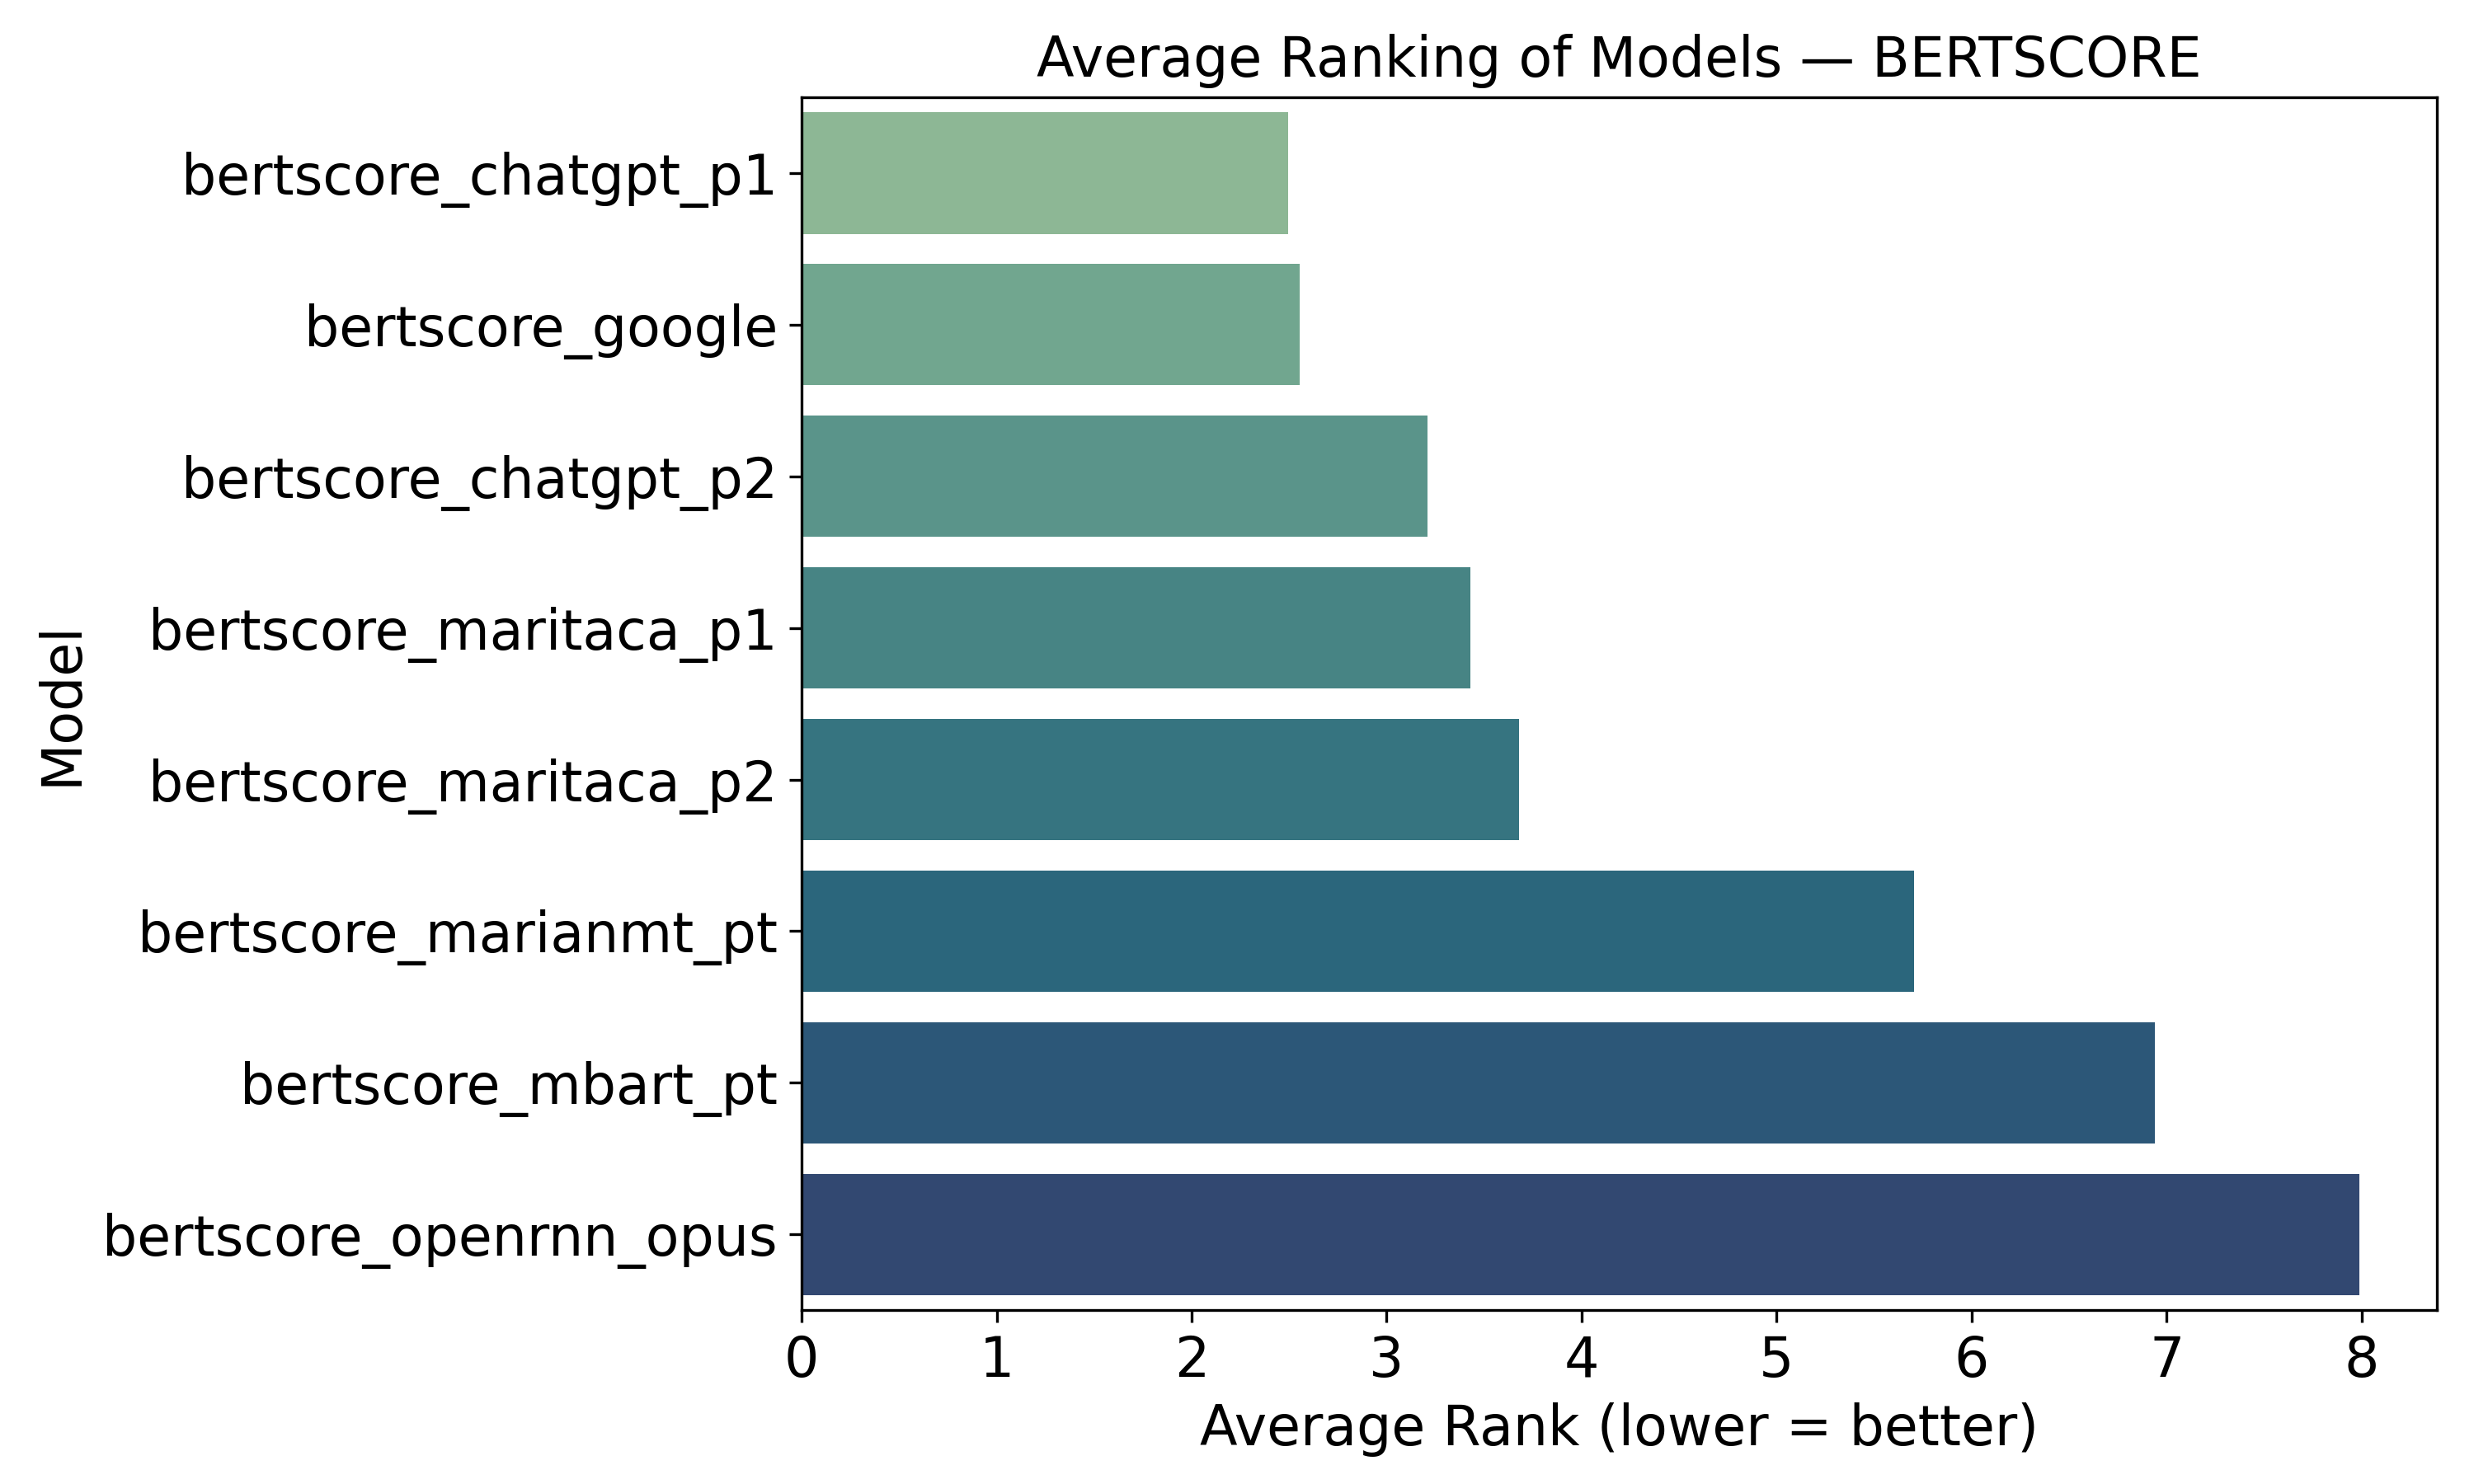 Average Ranking of Models — BERTSCORE
Model
bertscore_chatgpt_p1
bertscore_google
bertscore_chatgpt_p2
bertscore_maritaca_p1
bertscore_maritaca_p2
bertscore_marianmt_pt
bertscore_mbart_pt
bertscore_openrnn_opus
0 1 2 3 4 5 6 7 8
Average Rank (lower = better)